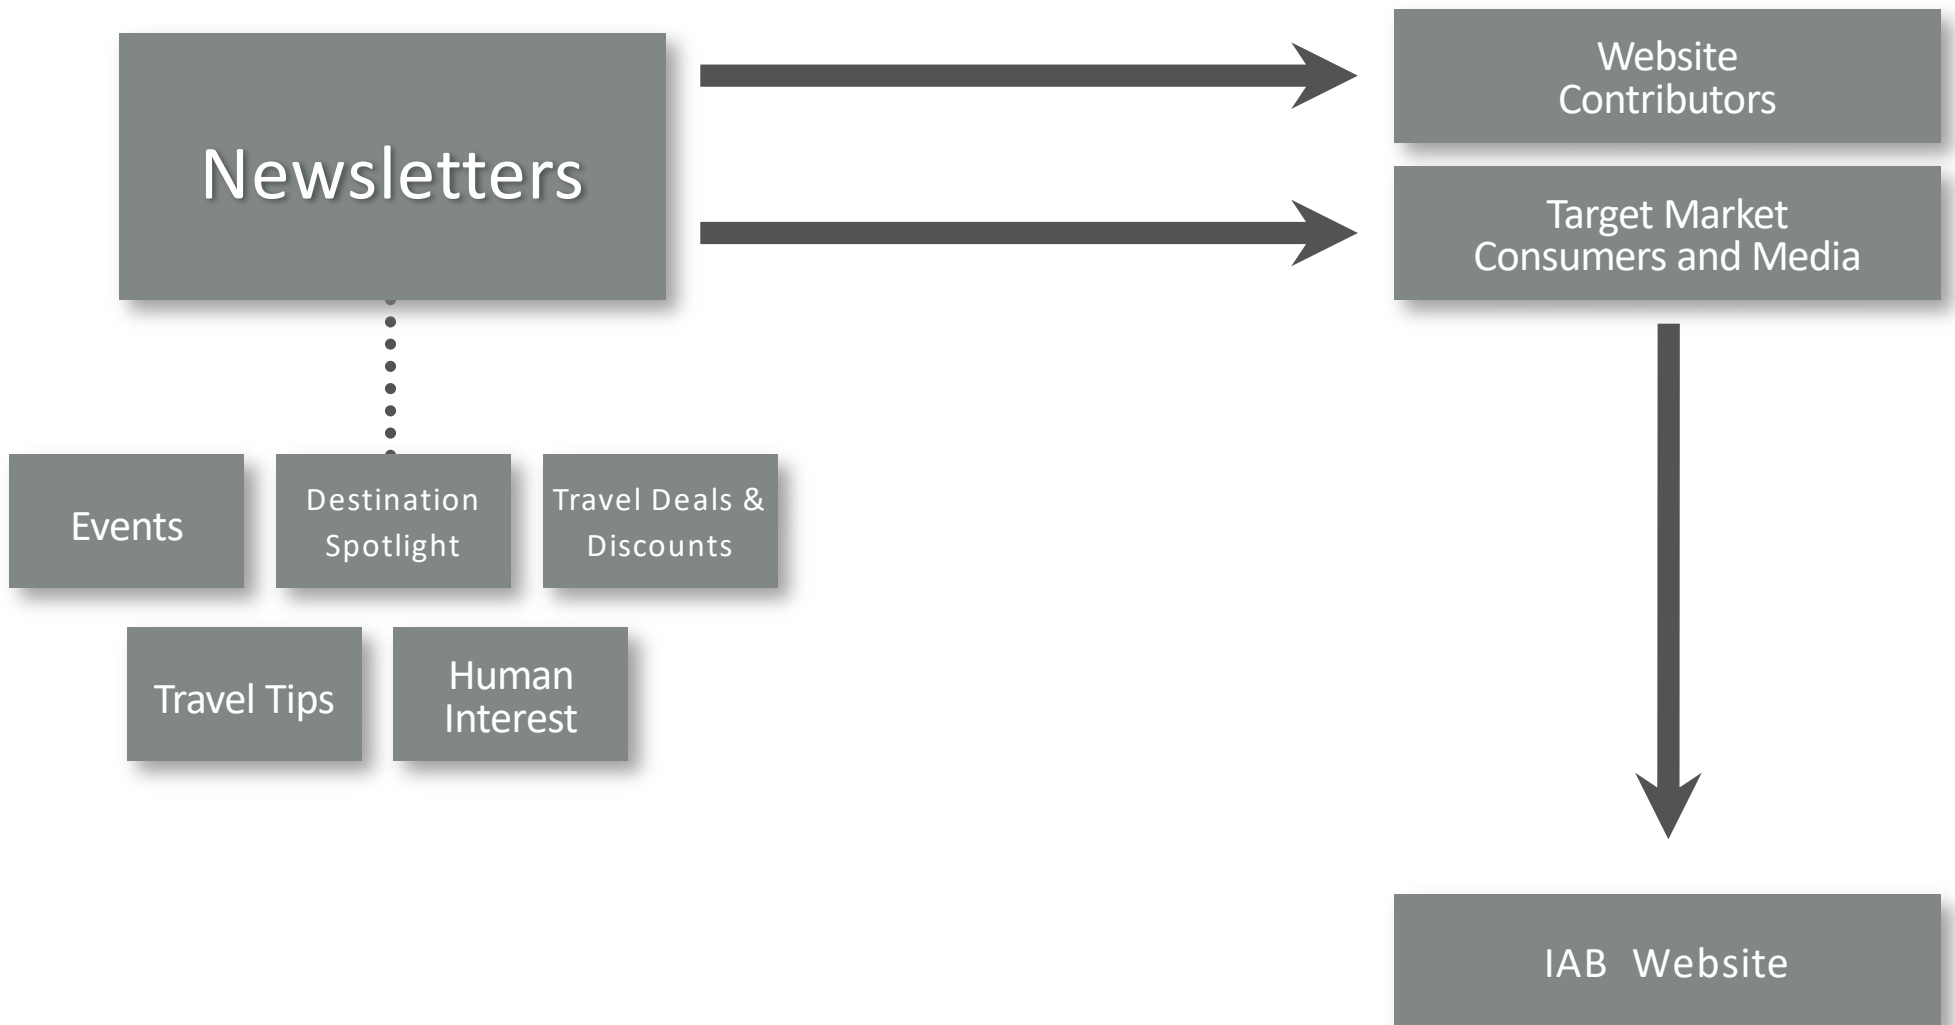 Newsletters
Website
Contributors
Target Market
Consumers and Media
Events
Destination
Spotlight
Travel Deals &
Discounts
Travel Tips
Human
Interest
IAB Website